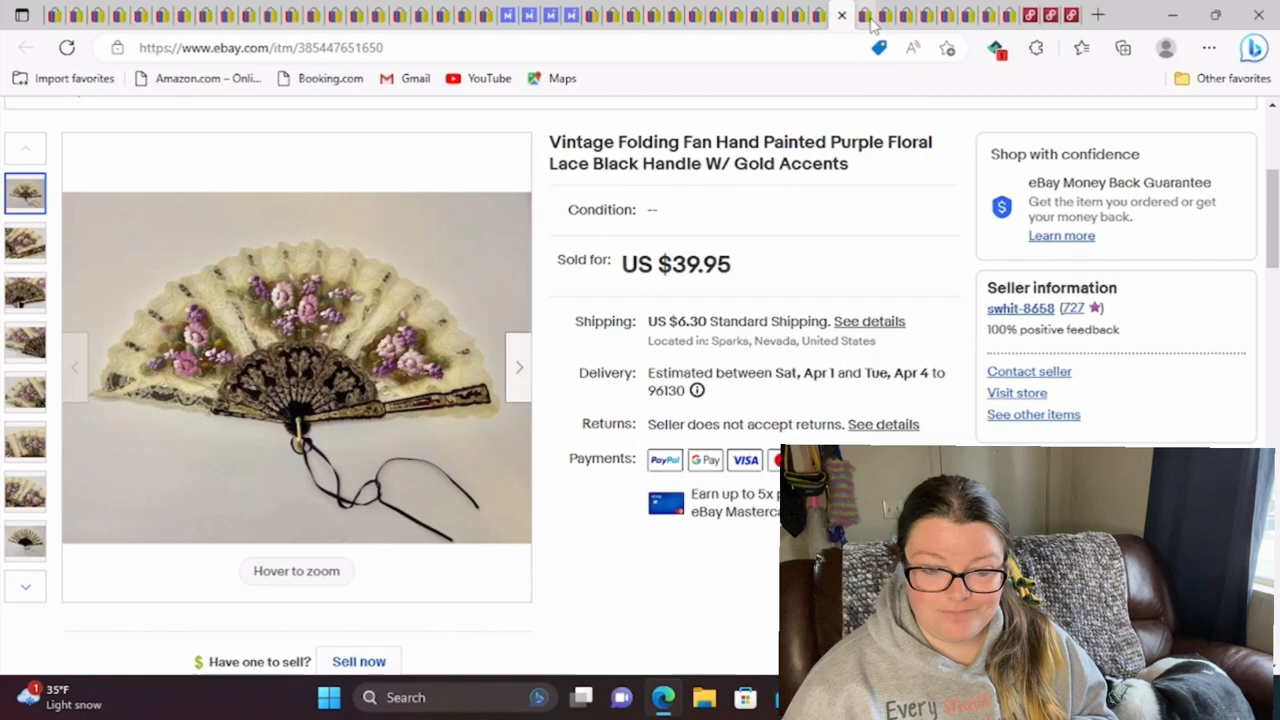 https://www.ebay.com/itm/385447651650
1
Import favorites
Amazon.com – Onli...
Booking.com
Gmail
YouTube
Maps
Other favorites
Vintage Folding Fan Hand Painted Purple Floral
Lace Black Handle W/ Gold Accents
Condition: --
Sold for: US $39.95
Shipping: US $6.30 Standard Shipping. See details
Located in: Sparks, Nevada, United States
Delivery: Estimated between Sat, Apr 1 and Tue, Apr 4 to
96130
Returns: Seller does not accept returns. See details
Payments: PayPal G Pay VISA
Earn up to 5x
eBay Masterca
Shop with confidence
eBay Money Back Guarantee
Get the item you ordered or get
your money back.
Learn more
Seller information
swhit-8658 (727 )
100% positive feedback
Contact seller
Visit store
See other items
Hover to zoom
Have one to sell? Sell now
1
35°F
Light snow
Search
Every snack